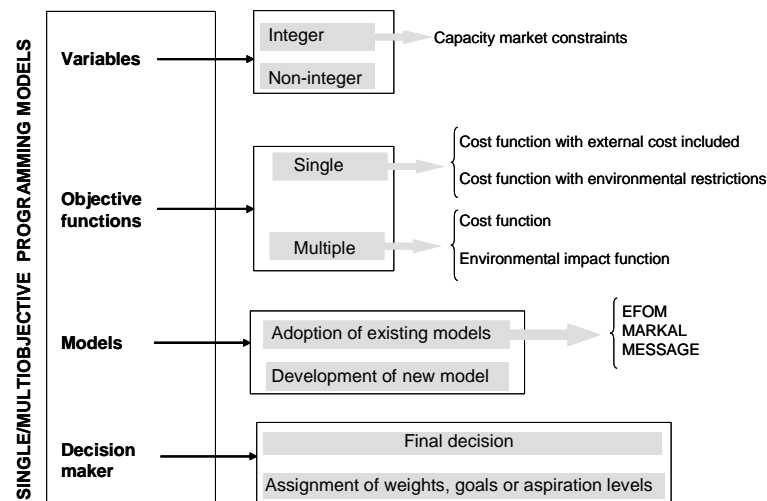 SINGLE/MULTIOBJECTIVE PROGRAMMING MODELS
Variables
Integer
Capacity market constraints
Non-integer
Objective
functions
Single
Cost function with external cost included
Cost function with environmental restrictions
Multiple
Cost function
Environmental impact function
Models
Adoption of existing models
EFOM
MARKAL
MESSAGE
Development of new model
Decision
maker
Final decision
Assignment of weights, goals or aspiration levels